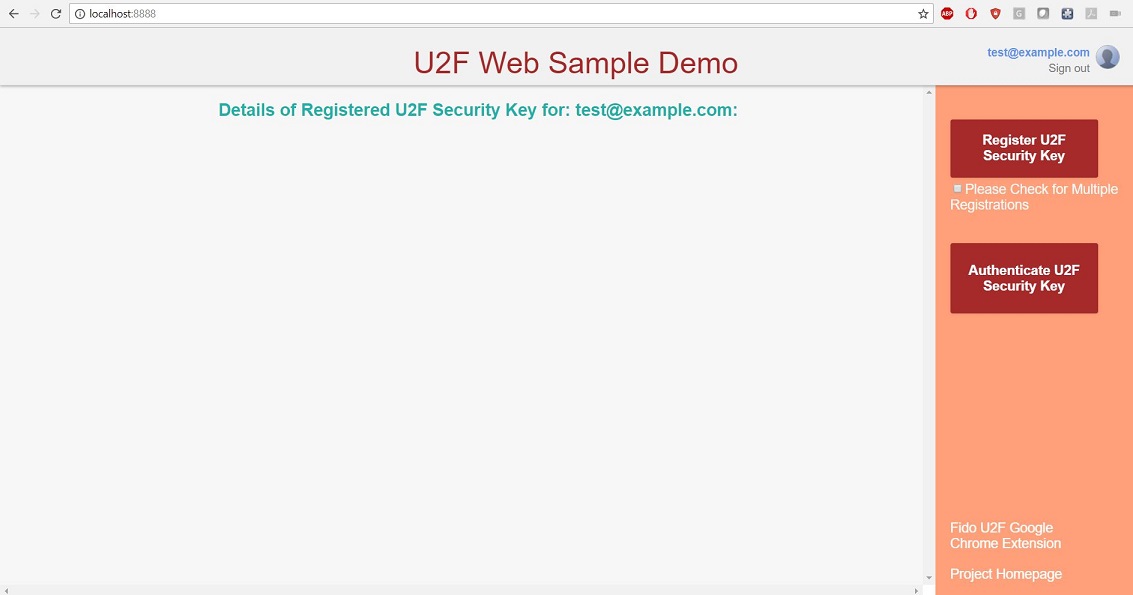 localhost:8888
ABP
G
U2F Web Sample Demo
test@example.com
Sign out
Details of Registered U2F Security Key for: test@example.com:
Register U2F
Security Key
Please Check for Multiple
Registrations
Authenticate U2F
Security Key
Fido U2F Google
Chrome Extension
Project Homepage